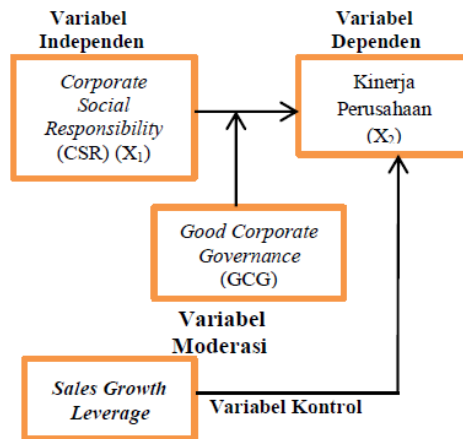 Variabel
Independen
Variabel
Dependen
Corporate
Social
Responsibility
(CSR) (X₁)
Kinerja
Perusahaan
(X₂)
Good Corporate
Governance
(GCG)
Variabel
Moderasi
Sales Growth
Leverage
Variabel Kontrol